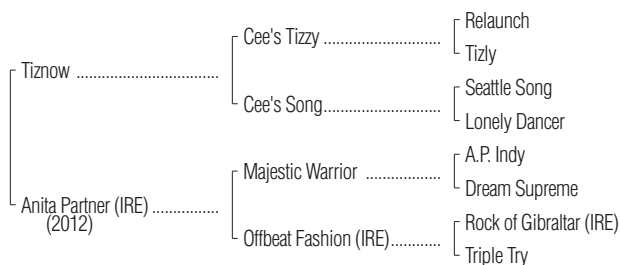 Relaunch
Cee's Tizzy ..............................
Tizly
Tiznow ....................................
Seattle Song
Cee's Song..............................
Lonely Dancer
A.P. Indy
Majestic Warrior ....................
Dream Supreme
Anita Partner (IRE) .................
(2012)
Rock of Gibraltar (IRE)
Offbeat Fashion (IRE)............
Triple Try